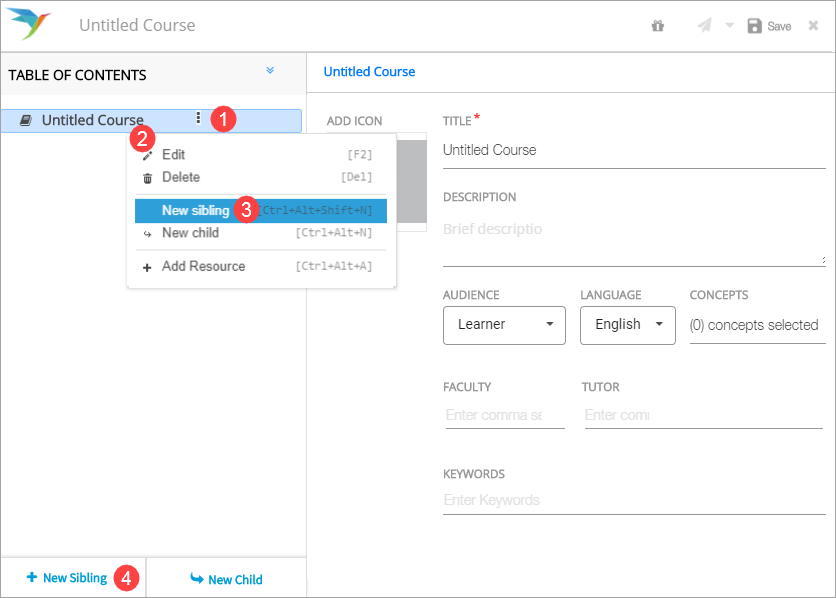 Untitled Course
Save
TABLE OF CONTENTS
Untitled Course
1
2
Edit [F2]
Delete [Del]
New sibling 3 [Ctrl+Alt+Shift+N]
New child [Ctrl+Alt+N]
Add Resource [Ctrl+Alt+A]
New Sibling 4
New Child
Untitled Course
ADD ICON
TITLE*
Untitled Course
DESCRIPTION
Brief descriptio
AUDIENCE LANGUAGE CONCEPTS
Learner English (0) concepts selected
FACULTY TUTOR
Enter comma se Enter com
KEYWORDS
Enter Keywords